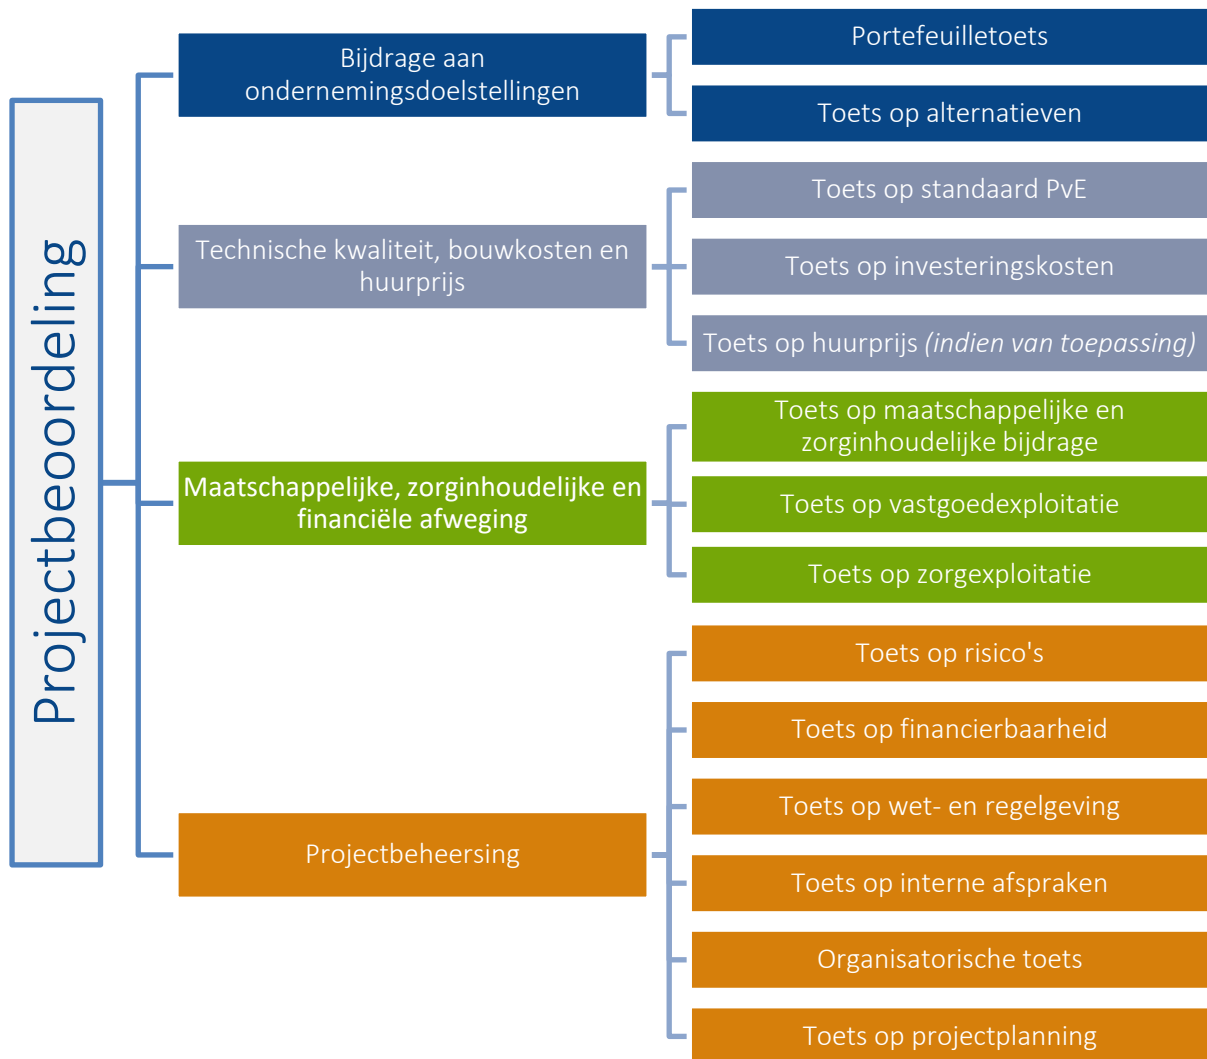 Projectbeoordeling
Bijdrage aan
ondernemingsdoelstellingen
Portefeuilletoets
Toets op alternatieven
Technische kwaliteit, bouwkosten en
huurprijs
Toets op standaard PvE
Toets op investeringskosten
Toets op huurprijs (indien van toepassing)
Maatschappelijke, zorginhoudelijke en
financiële afweging
Toets op maatschappelijke en
zorginhoudelijke bijdrage
Toets op vastgoedexploitatie
Toets op zorgexploitatie
Projectbeheersing
Toets op risico's
Toets op financierbaarheid
Toets op wet- en regelgeving
Toets op interne afspraken
Organisatorische toets
Toets op projectplanning